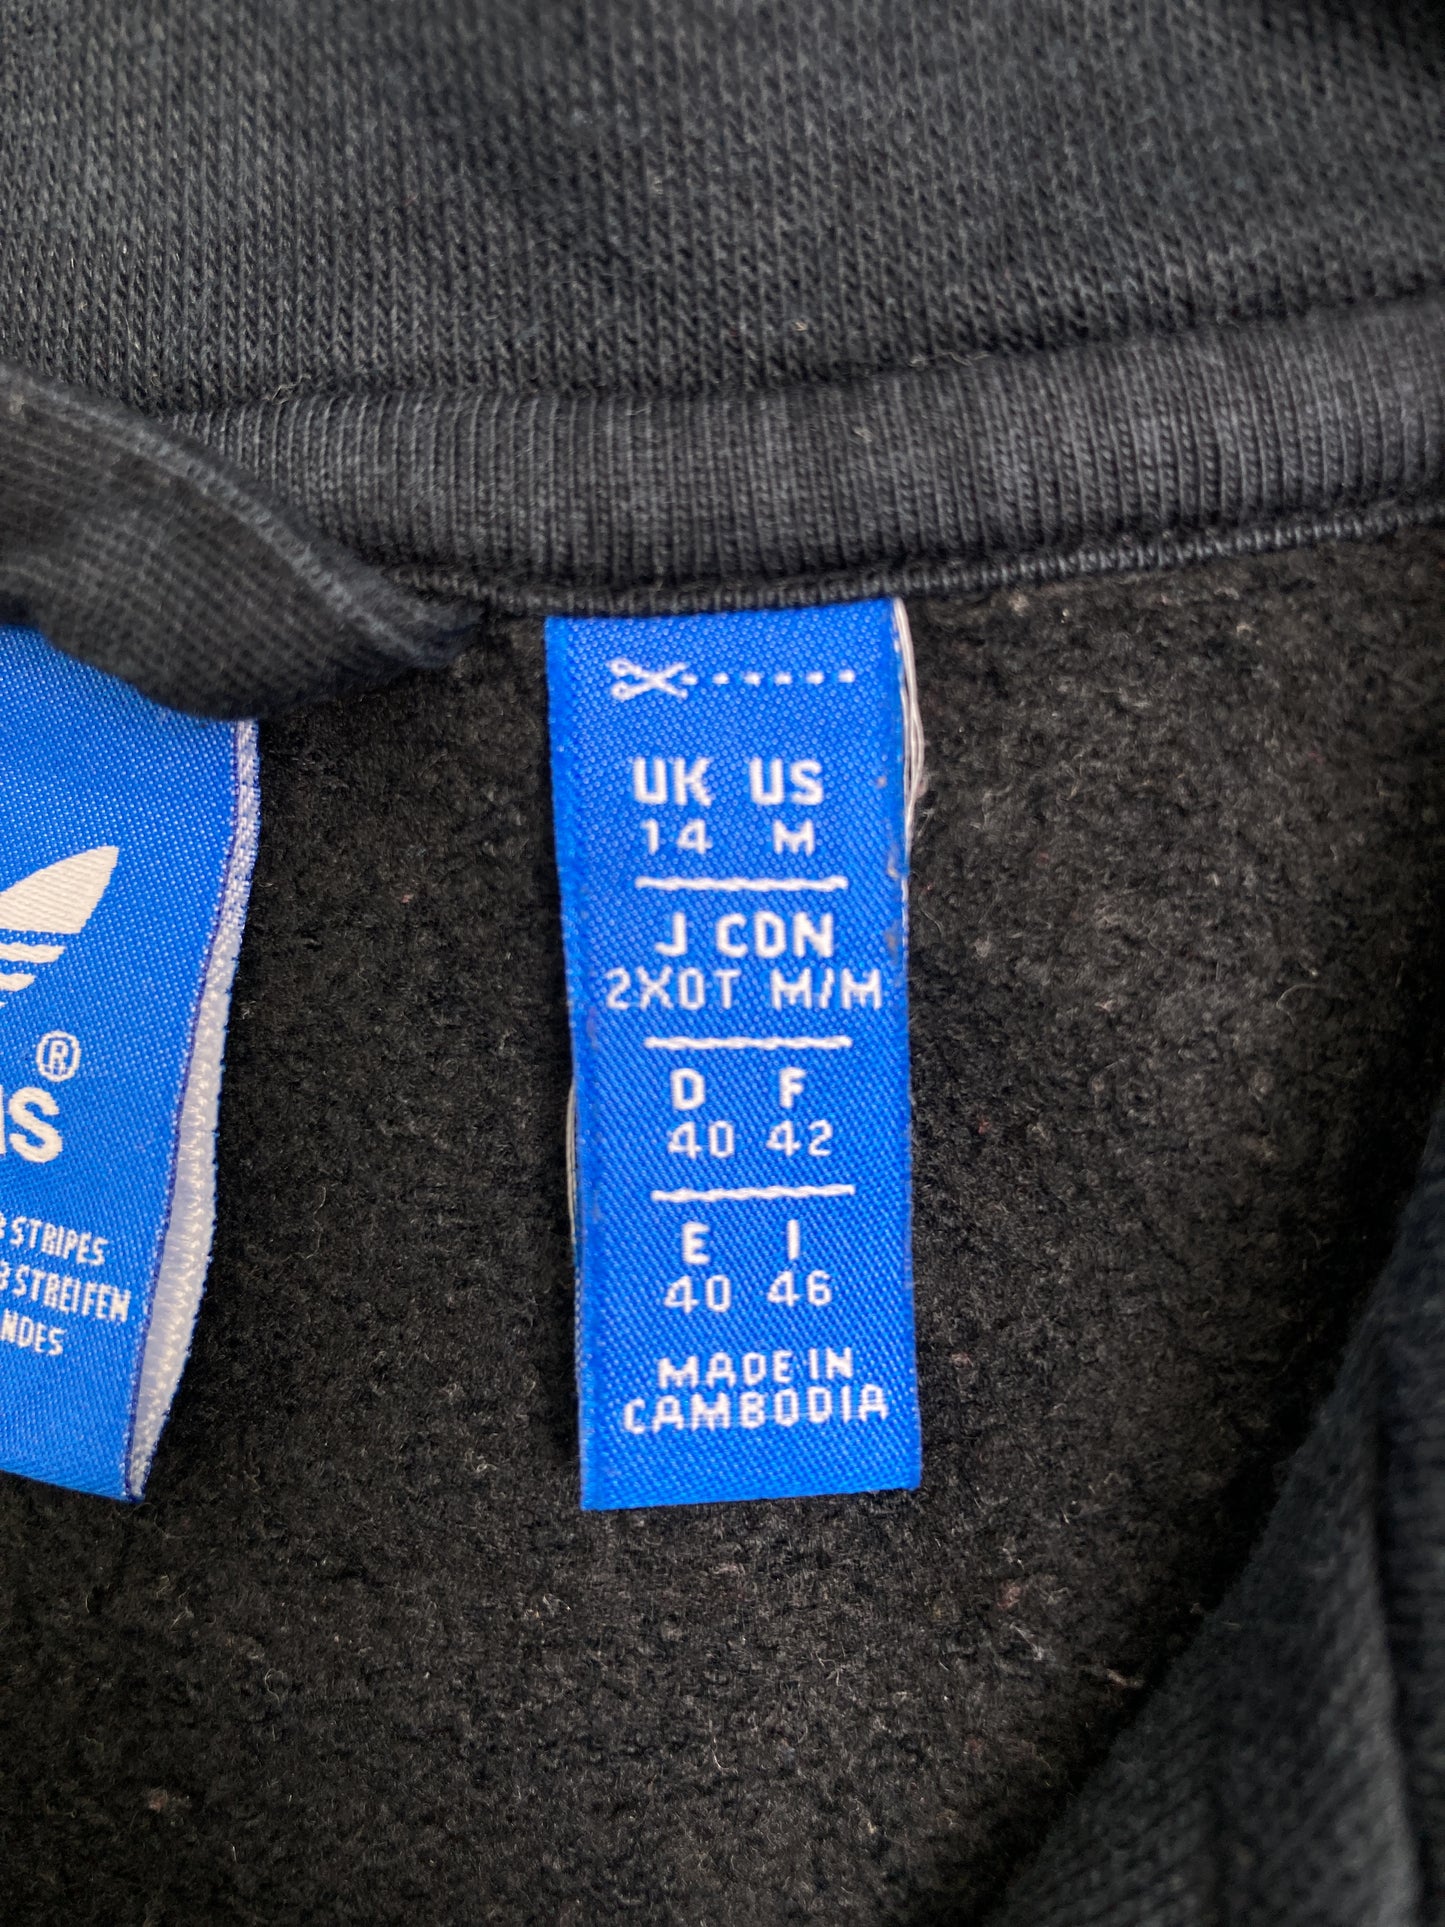 ®
3 STRIPES
3 STREIFEN
UK US
14 M
J CDN
2XOT M/M
D F
40 42
E I
40 46
MADE IN
CAMBODIA